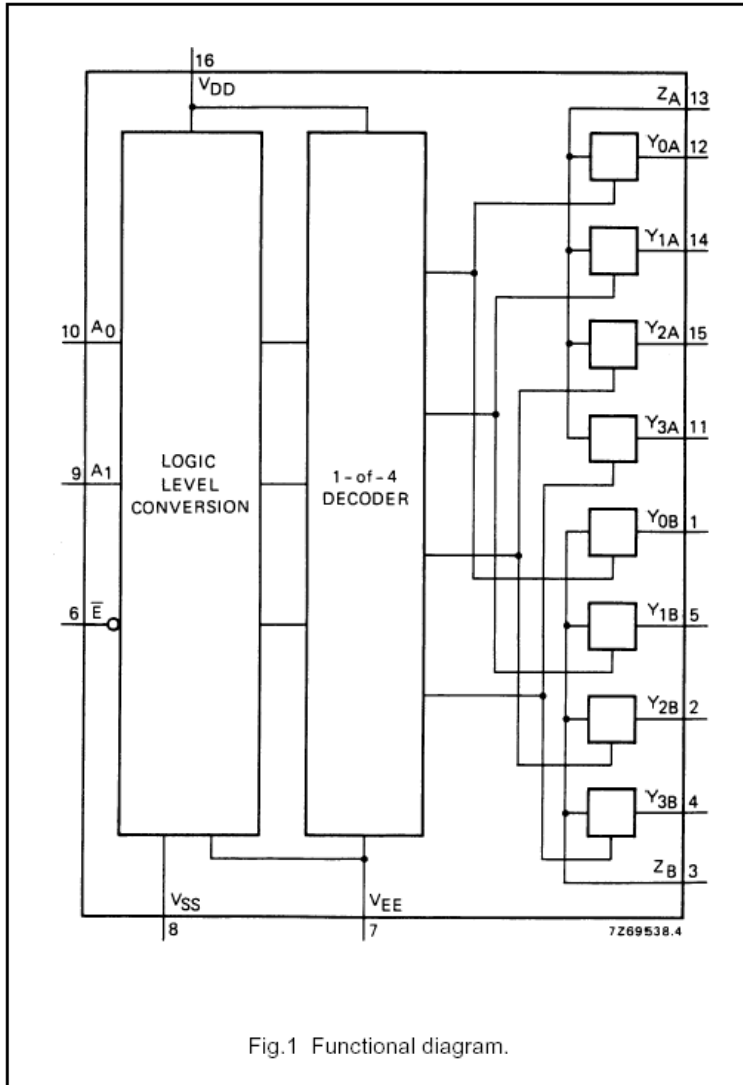 16
VDD
ZA 13
Y0A 12
Y1A 14
10 A0
Y2A 15
Y3A 11
9 A1
LOGIC
LEVEL
CONVERSION
1-of-4
DECODER
Y0B 1
6 E̅
Y1B 5
Y2B 2
Y3B 4
ZB 3
VSS
8
VEE
7
7Z69538.4
Fig.1 Functional diagram.